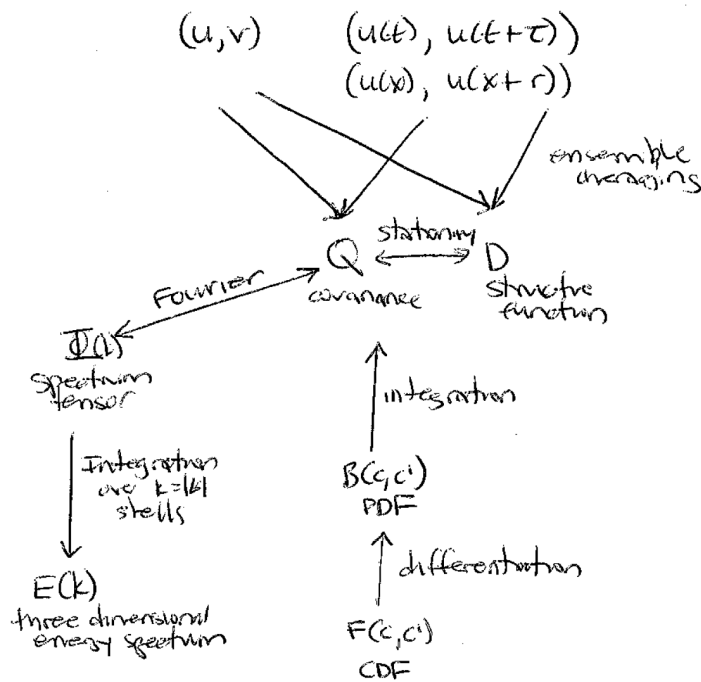 (u,v) (u(t), u(t+τ))
(u(x), u(x+r))
ensemble
averaging
stationary
Q D
Fourier
covariance
structure
function
Φ(k)
spectrum
tensor
integration
Integration
over k=|k|
shells
B(c,c')
PDF
differentiation
E(k)
three dimensional
energy spectrum
F(c,c')
CDF